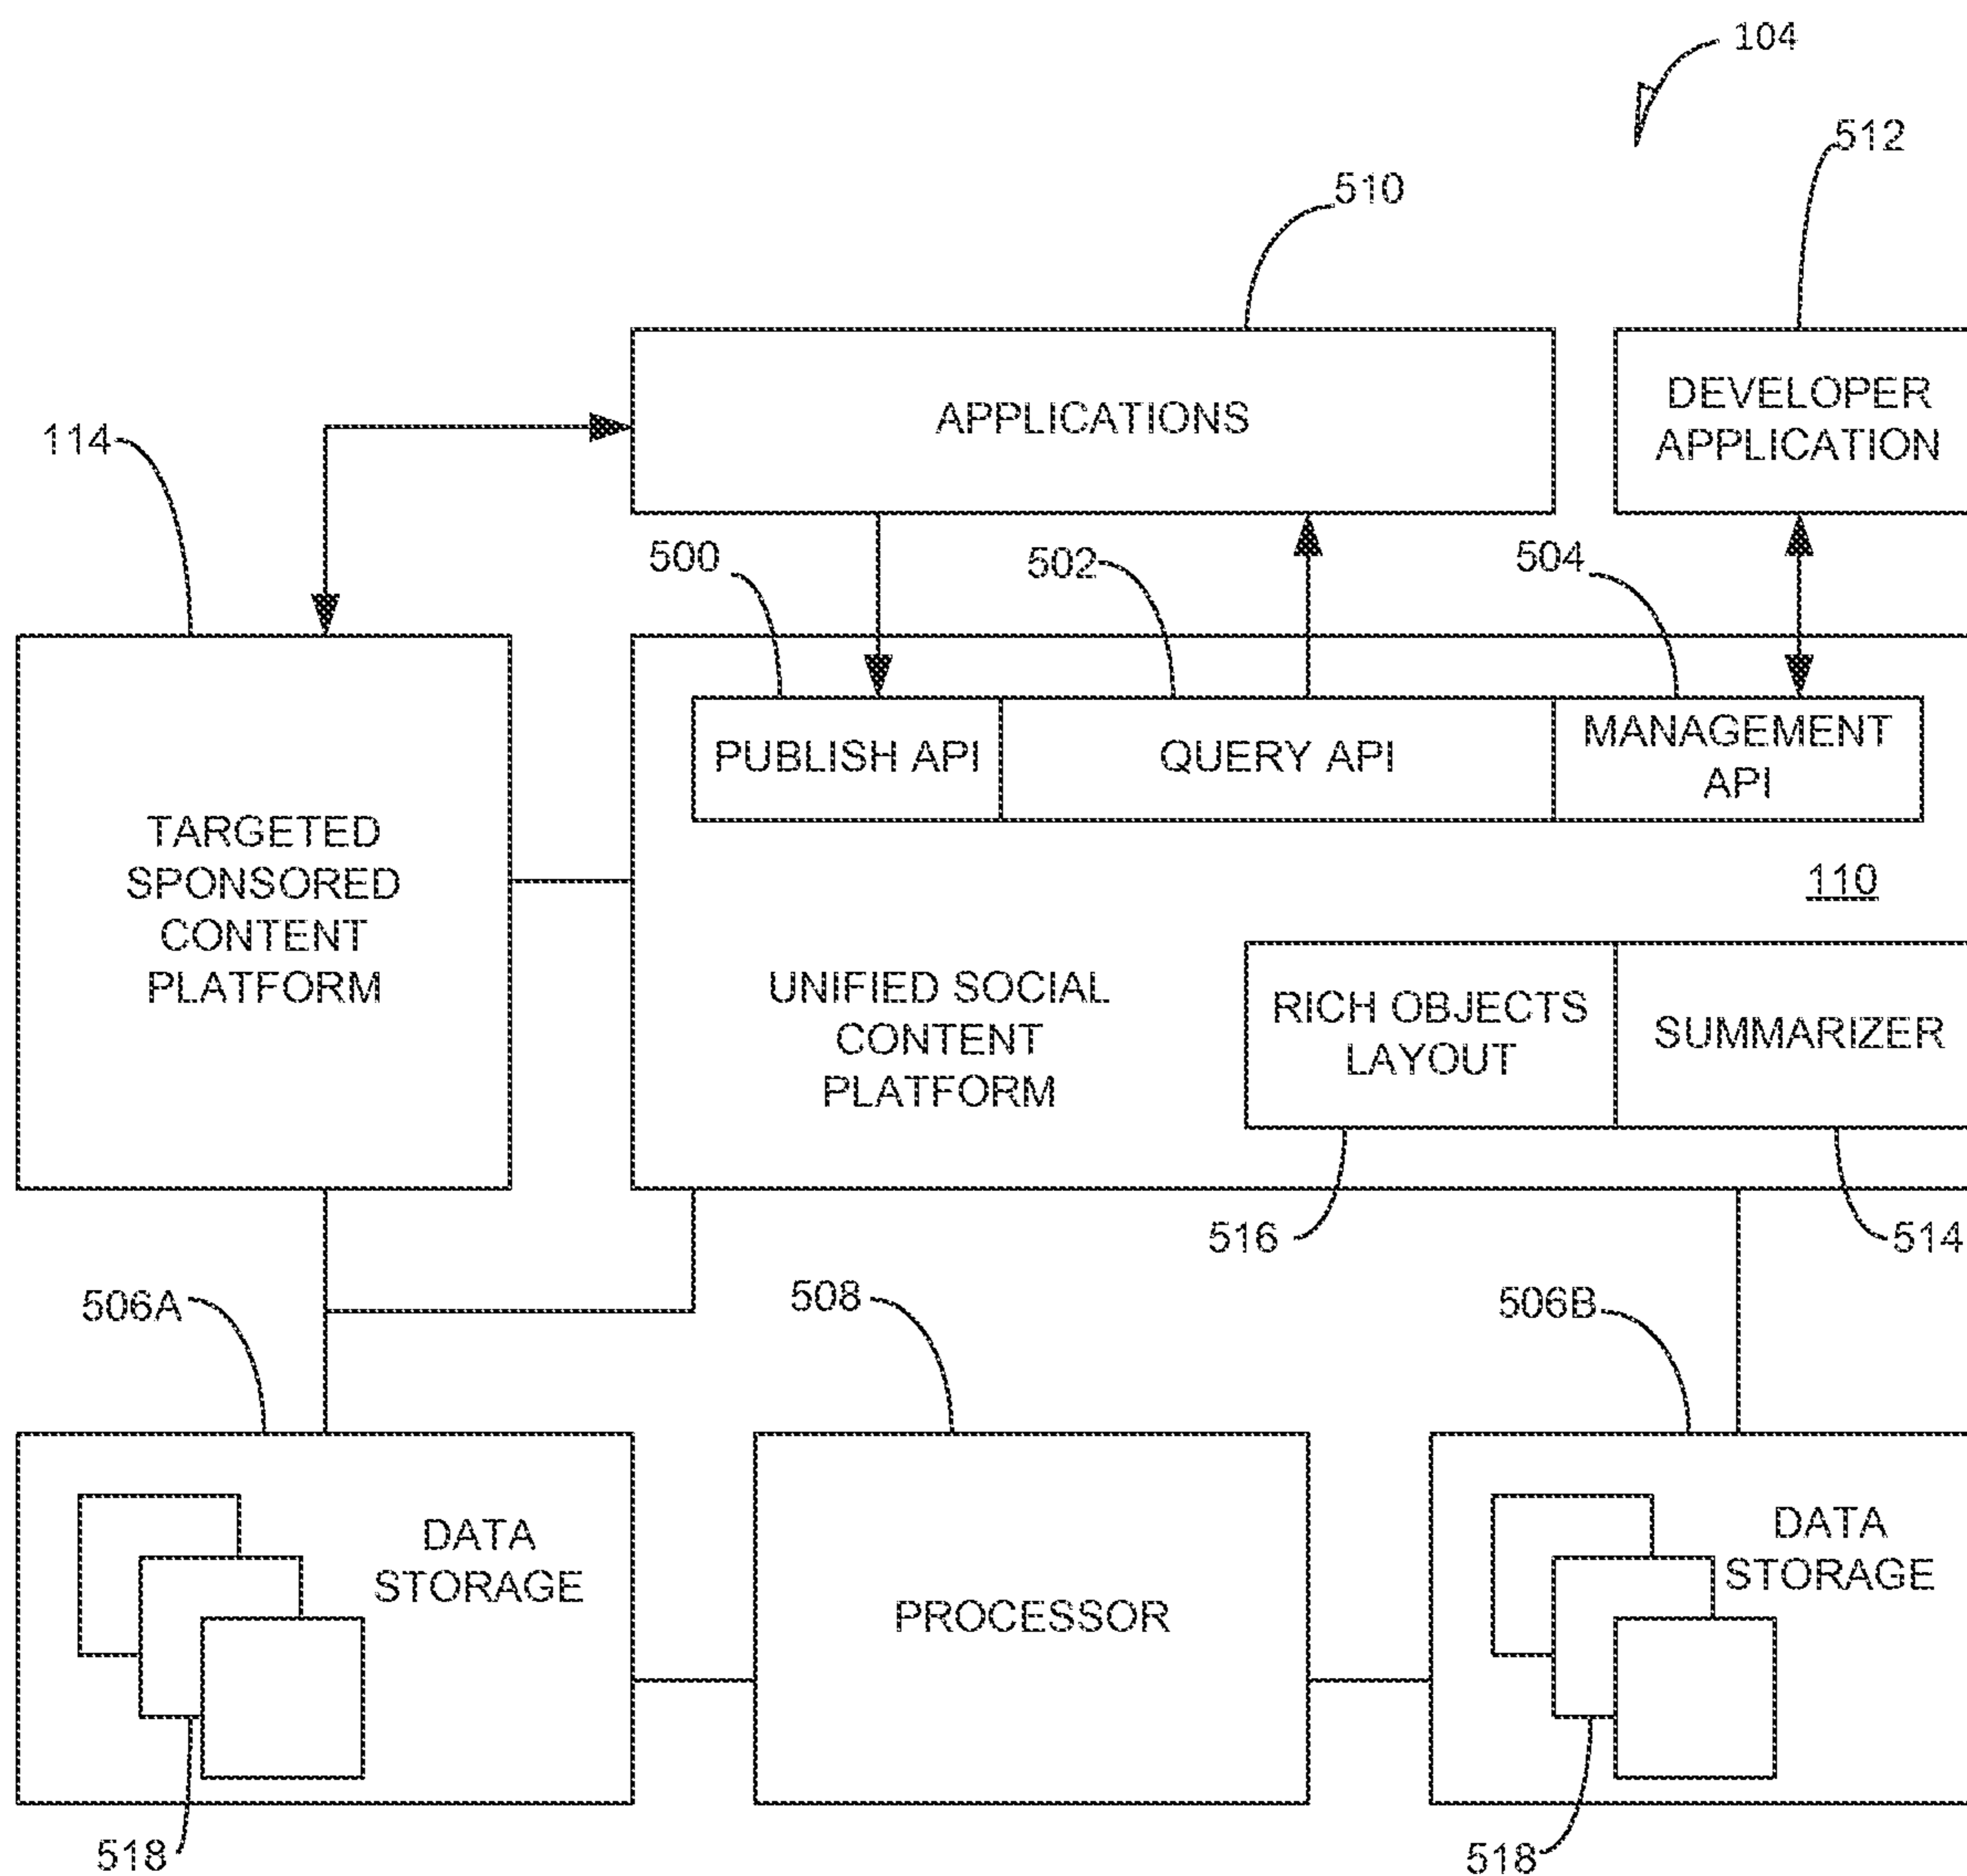 104
512
510
APPLICATIONS
DEVELOPER
APPLICATION
114
500
502
504
PUBLISH API
QUERY API
MANAGEMENT
API
TARGETED
SPONSORED
CONTENT
PLATFORM
110
UNIFIED SOCIAL
CONTENT
PLATFORM
RICH OBJECTS
LAYOUT
SUMMARIZER
516
514
506A
508
506B
DATA
STORAGE
PROCESSOR
DATA
STORAGE
518
518